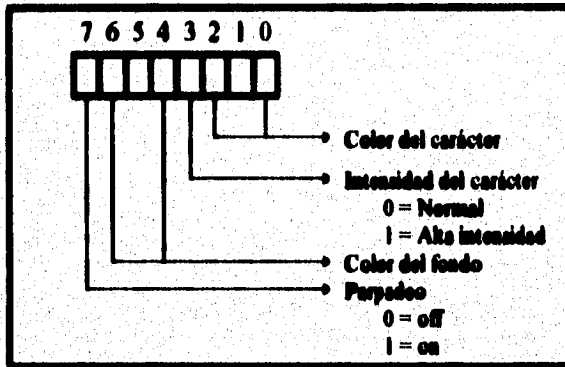 7 6 5 4 3 2 1 0
Color del carácter
Intensidad del carácter
0 = Normal
1 = Alta intensidad
Color del fondo
Parpadeo
0 = off
1 = on